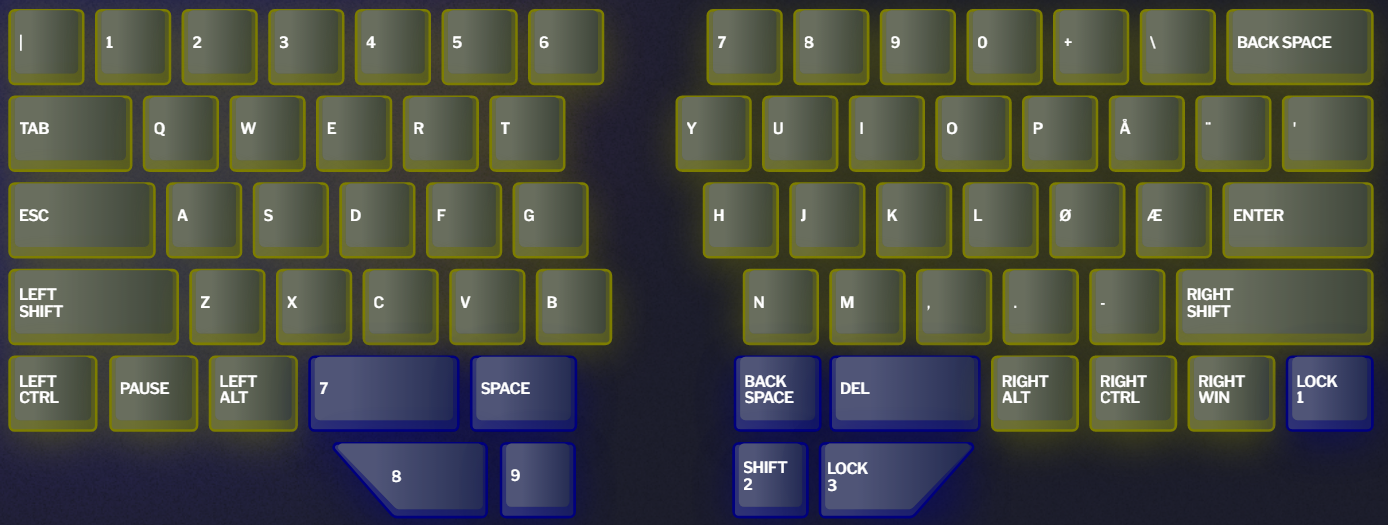 | 1 2 3 4 5 6 7 8 9 0 + \ BACK SPACE
TAB Q W E R T Y U I O P Å ¨ '
ESC A S D F G H J K L Ø Æ ENTER
LEFT
SHIFT Z X C V B N M , . - RIGHT
SHIFT
LEFT
CTRL PAUSE LEFT
ALT 7 SPACE BACK
SPACE DEL RIGHT
ALT RIGHT
CTRL RIGHT
WIN LOCK
1
8 9 SHIFT
2 LOCK
3